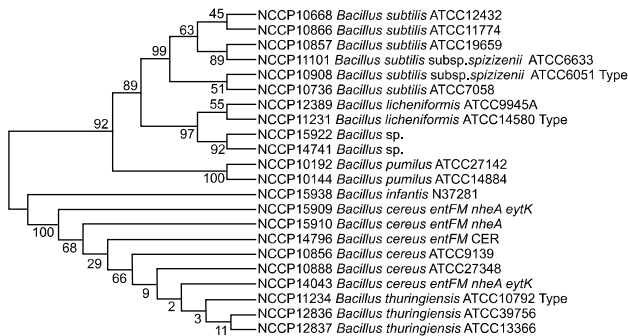 45 NCCP10668 Bacillus subtilis ATCC12432
63 NCCP10866 Bacillus subtilis ATCC11774
99 NCCP10857 Bacillus subtilis ATCC19659
89 NCCP11101 Bacillus subtilis subsp.spizizenii ATCC6633
NCCP10908 Bacillus subtilis subsp.spizizenii ATCC6051 Type
89 51 NCCP10736 Bacillus subtilis ATCC7058
55 NCCP12389 Bacillus licheniformis ATCC9945A
92 NCCP11231 Bacillus licheniformis ATCC14580 Type
97 NCCP15922 Bacillus sp.
92 NCCP14741 Bacillus sp.
NCCP10192 Bacillus pumilus ATCC27142
100 NCCP10144 Bacillus pumilus ATCC14884
NCCP15938 Bacillus infantis N37281
NCCP15909 Bacillus cereus entFM nheA eytK
100 NCCP15910 Bacillus cereus entFM nheA
68 NCCP14796 Bacillus cereus entFM CER
29 NCCP10856 Bacillus cereus ATCC9139
66 NCCP10888 Bacillus cereus ATCC27348
9 NCCP14043 Bacillus cereus entFM nheA eytK
2 NCCP11234 Bacillus thuringiensis ATCC10792 Type
3 NCCP12836 Bacillus thuringiensis ATCC39756
11 NCCP12837 Bacillus thuringiensis ATCC13366